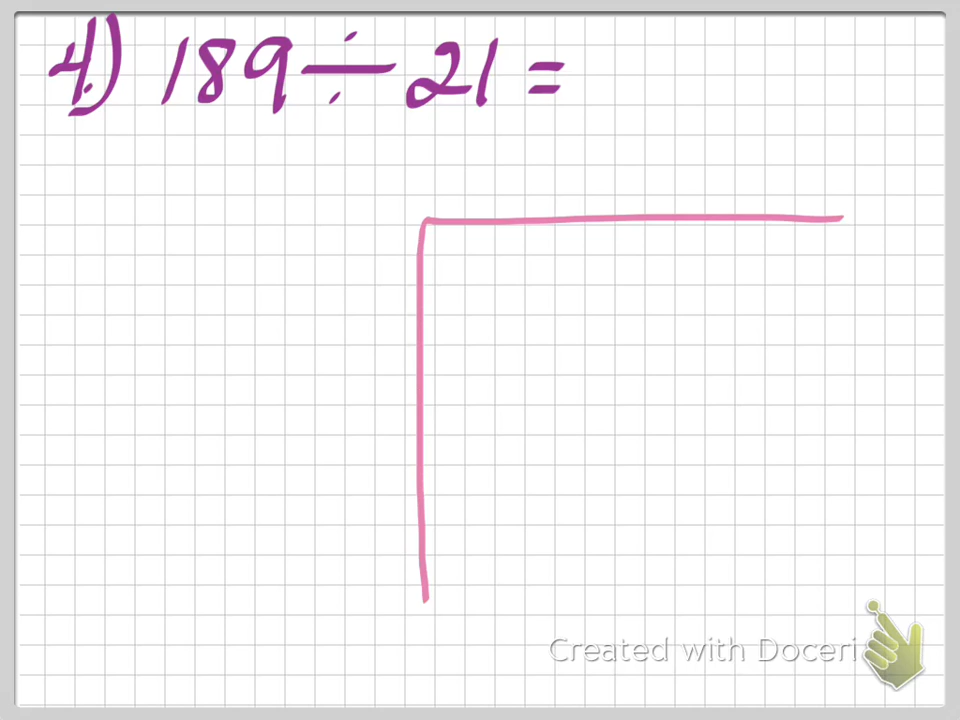 4.) 189 ÷ 21 =
Created with Doceri